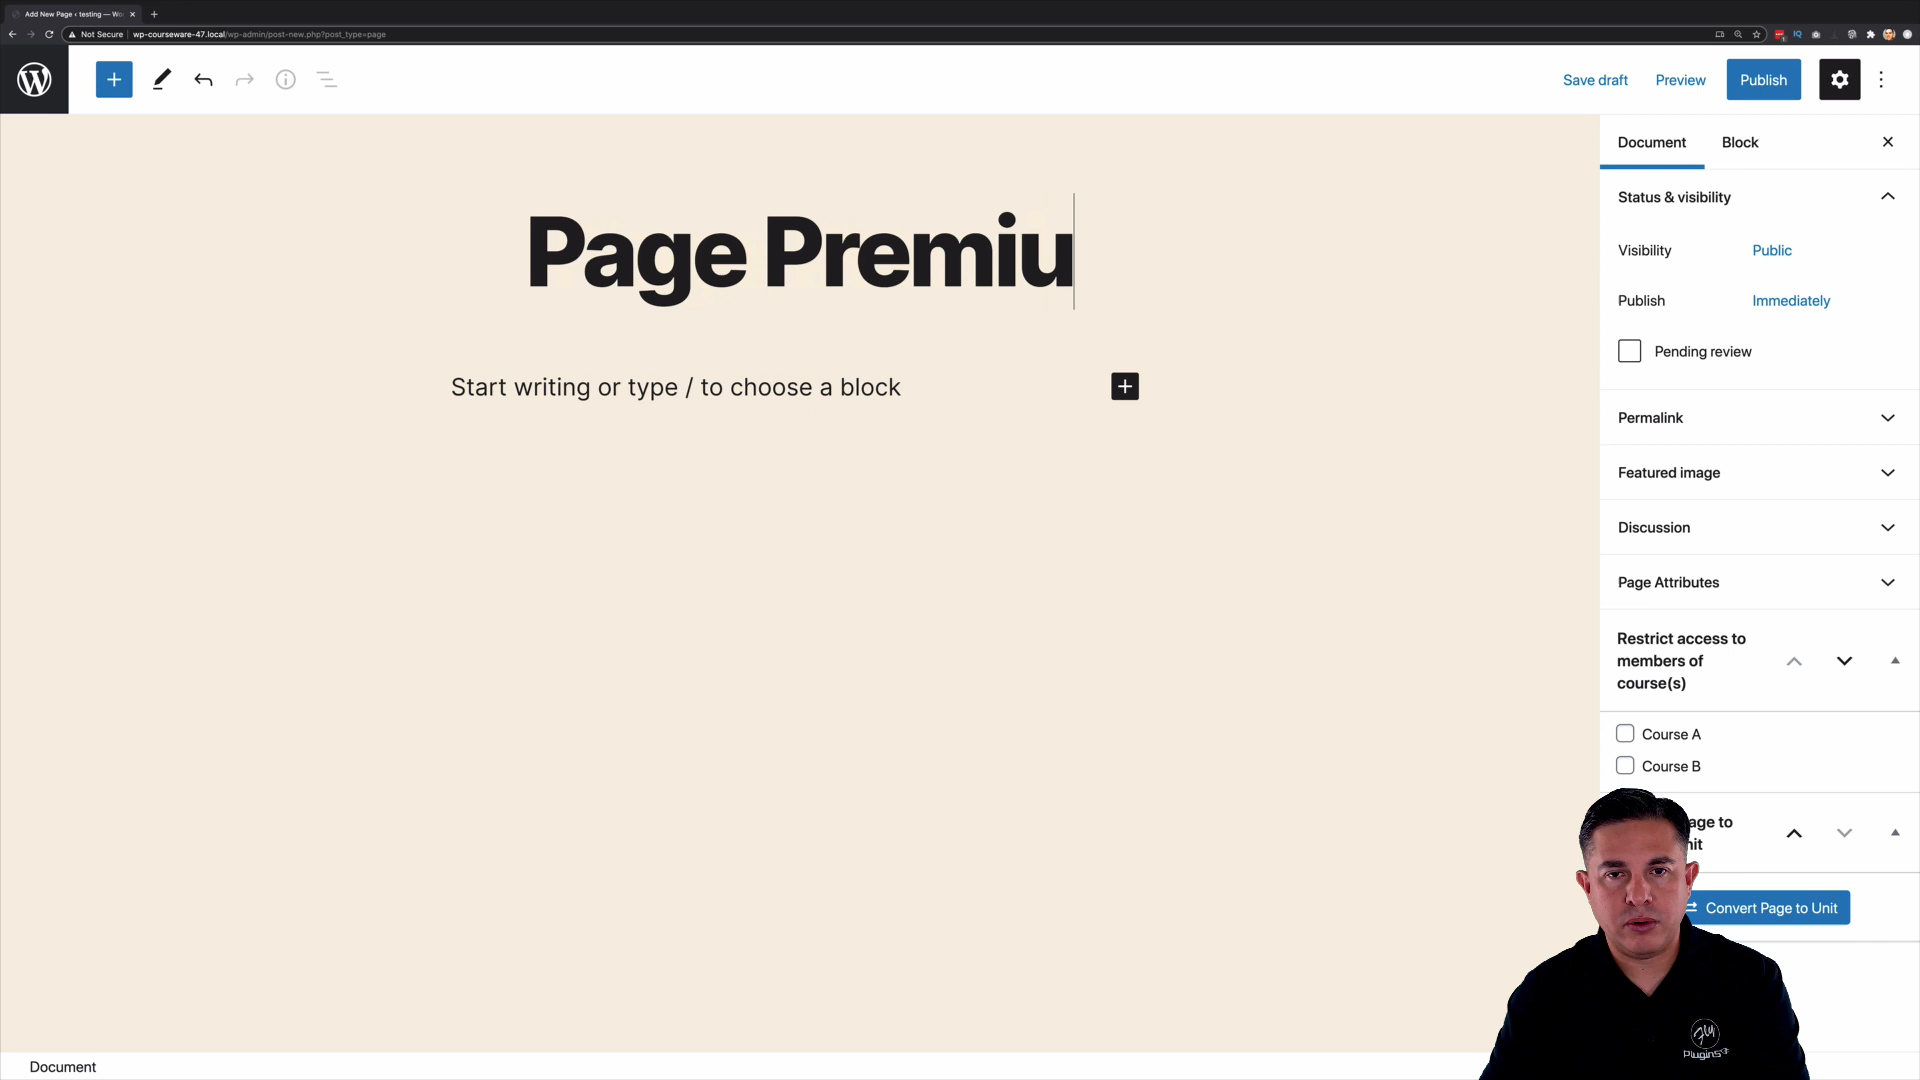 Add New Page ‹ testing — Wo
Not Secure
wp-courseware-47.local/wp-admin/post-new.php?post_type=page
Save draft
Preview
Publish
Document
Block
Page Premiu
Start writing or type / to choose a block
Status & visibility
Visibility
Public
Publish
Immediately
Pending review
Permalink
Featured image
Discussion
Page Attributes
Restrict access to
members of
course(s)
Course A
Course B
age to
nit
Convert Page to Unit
Plugins
Document